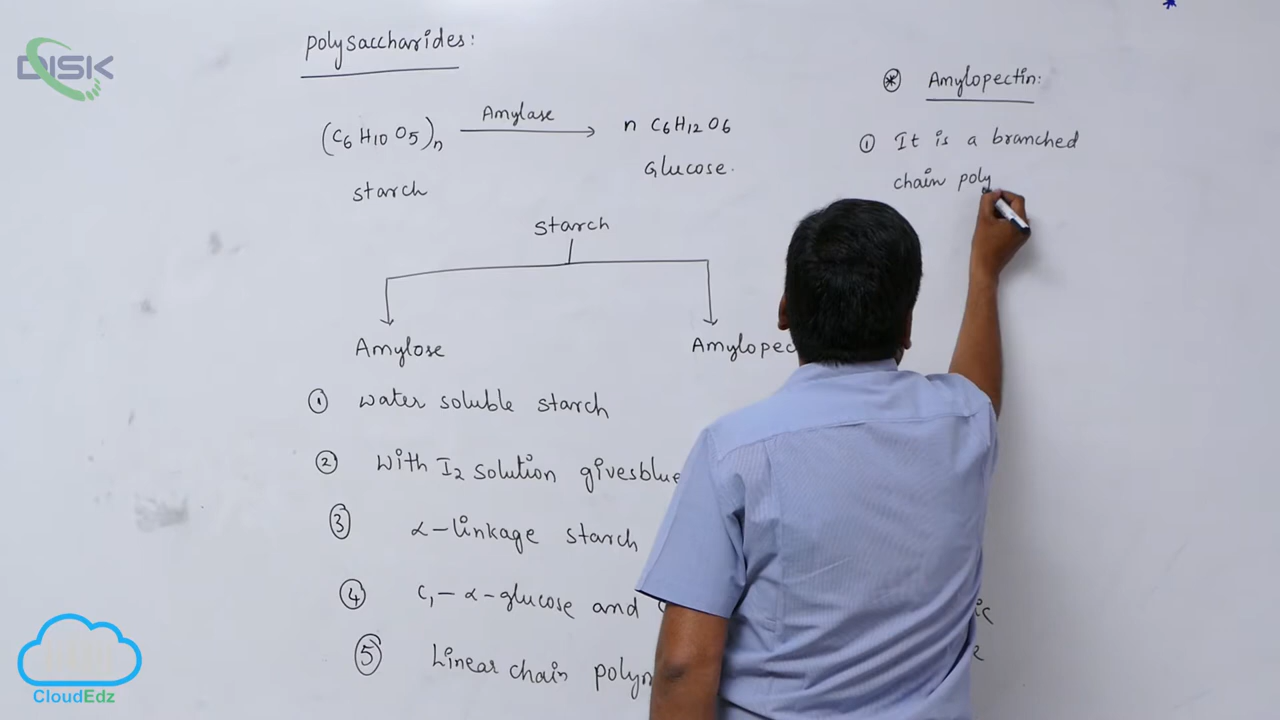 DISK
polysaccharides:
(C6 H10 O5)n Amylase n C6H12O6
starch Glucose.
starch
Amylose Amylopec
① water soluble starch
② With I2 solution givesblue
③ α-linkage starch
④ C1- α-glucose and
⑤ Linear chain polym
* Amylopectin:
① It is a branched
chain poly
CloudEdz